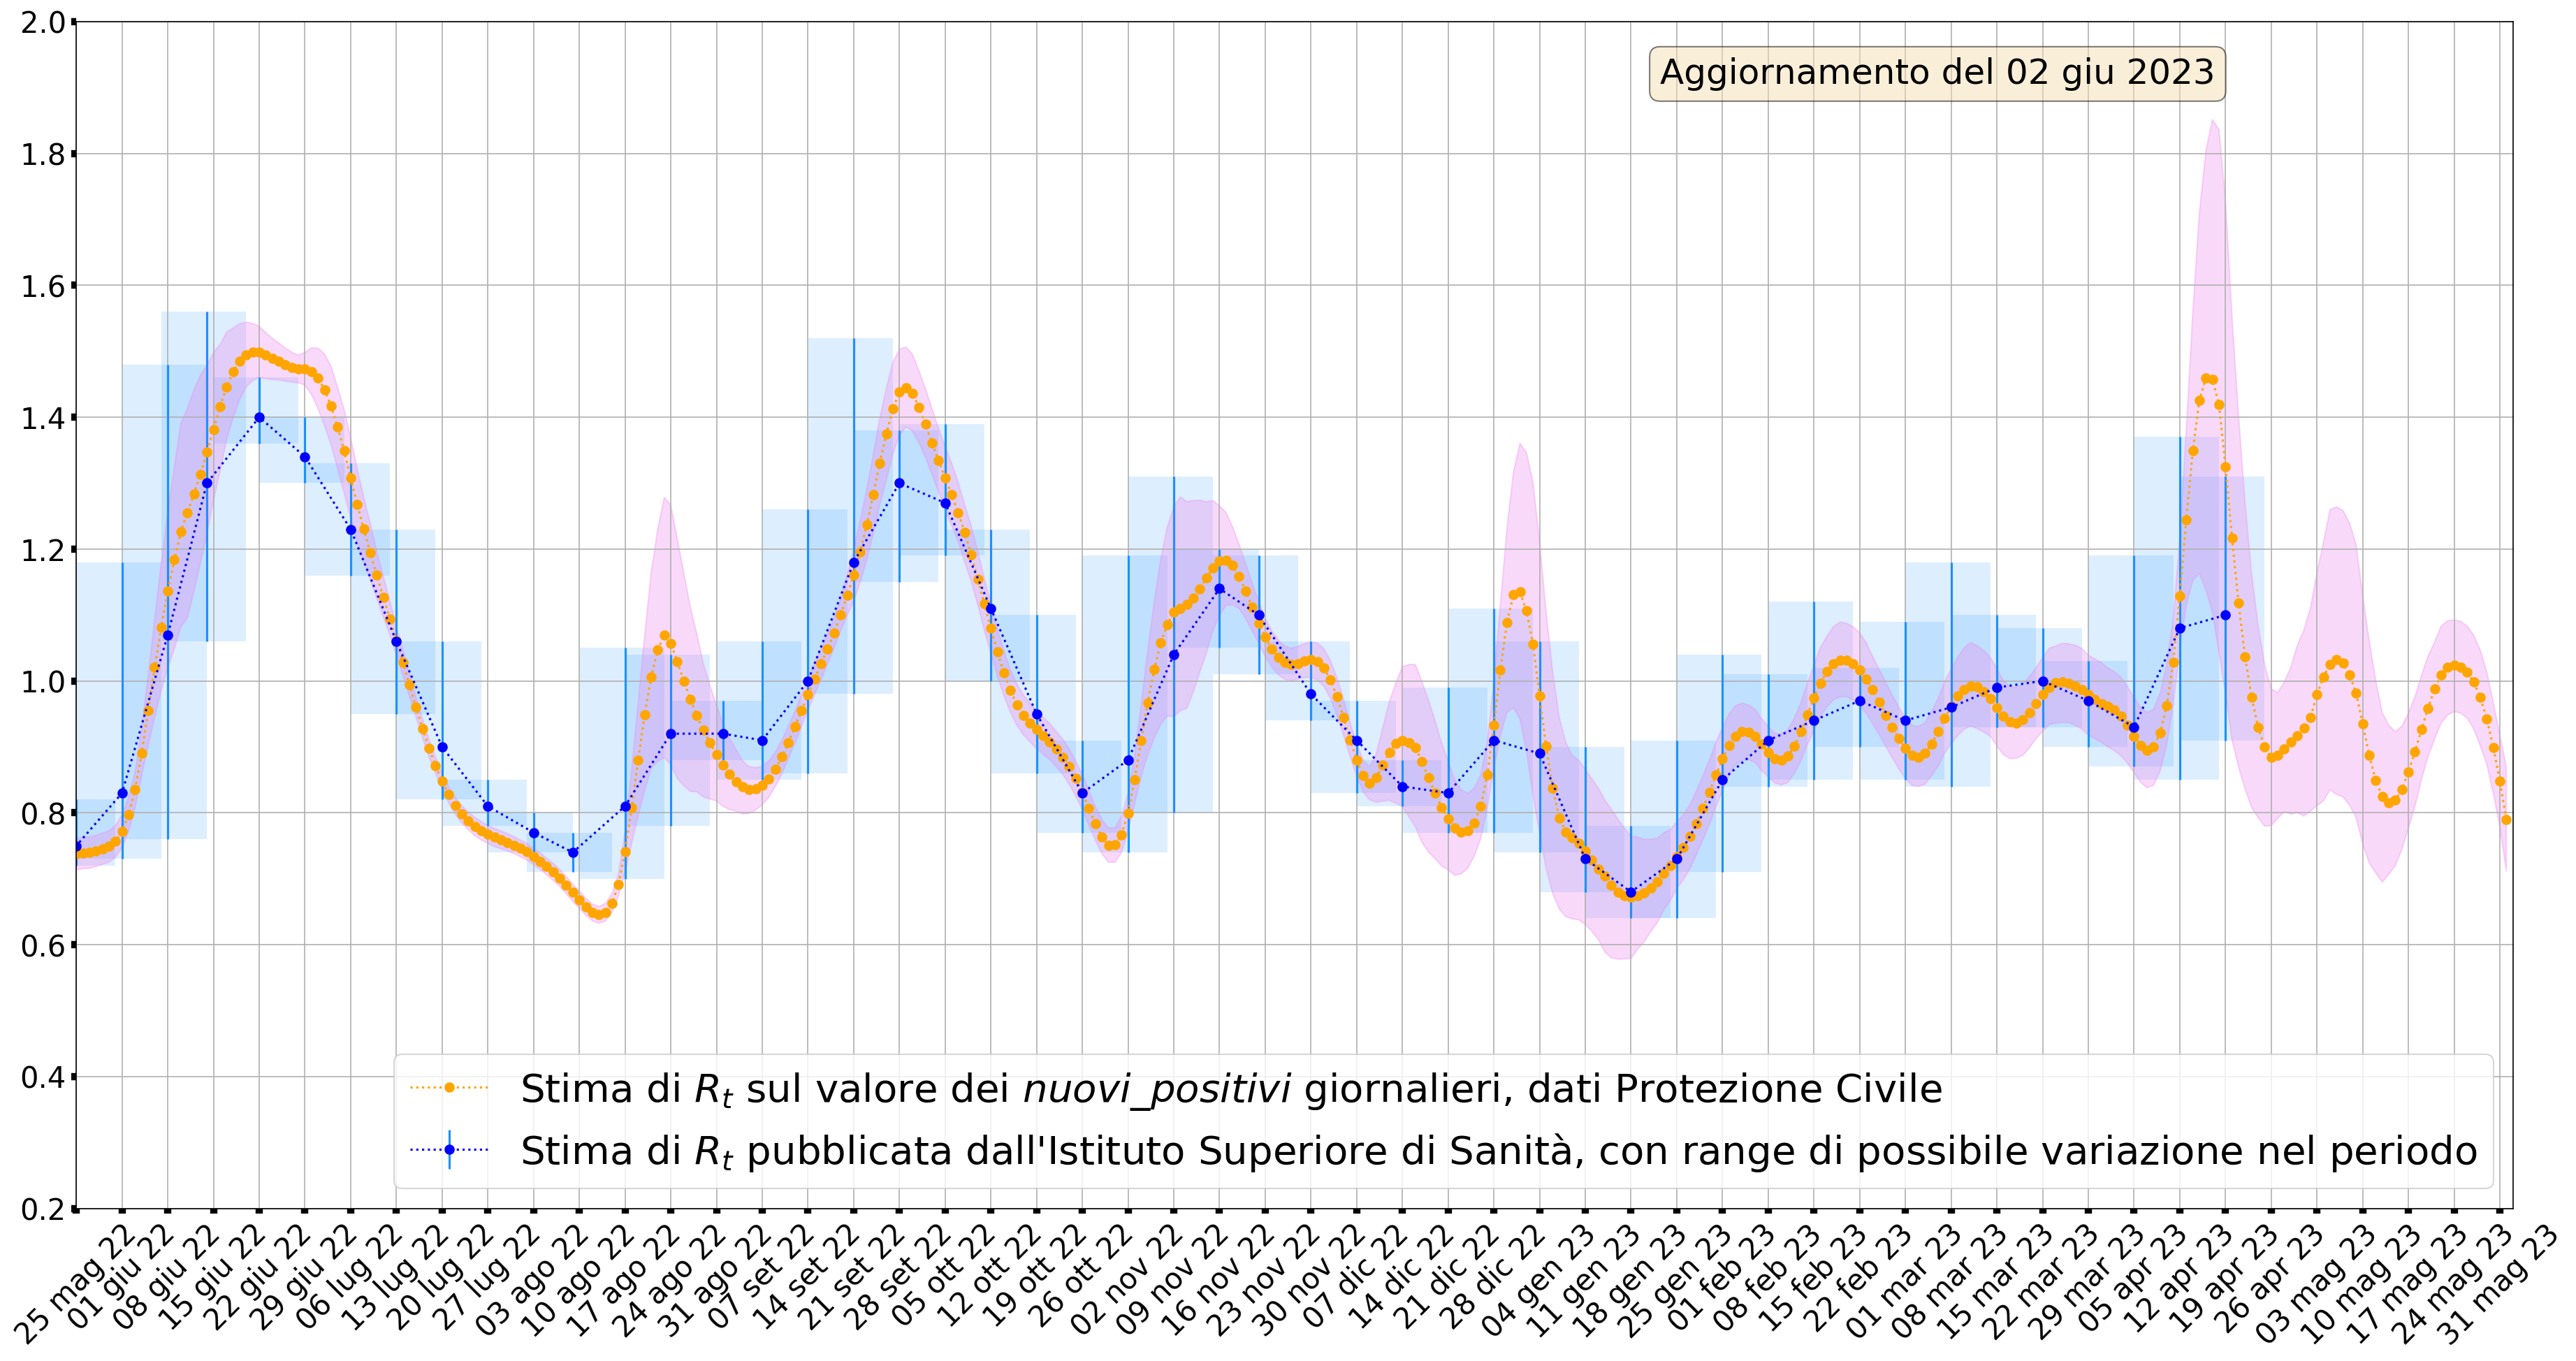 Aggiornamento del 02 giu 2023
2.0
1.8
1.6
1.4
1.2
1.0
0.8
0.6
0.4
0.2
Stima di Rt sul valore dei nuovi_positivi giornalieri, dati Protezione Civile
Stima di Rt pubblicata dall'Istituto Superiore di Sanità, con range di possibile variazione nel periodo
25 mag 22
01 giu 22
08 giu 22
15 giu 22
22 giu 22
29 giu 22
06 lug 22
13 lug 22
20 lug 22
27 lug 22
03 ago 22
10 ago 22
17 ago 22
24 ago 22
31 ago 22
07 set 22
14 set 22
21 set 22
28 set 22
05 ott 22
12 ott 22
19 ott 22
26 ott 22
02 nov 22
09 nov 22
16 nov 22
23 nov 22
30 nov 22
07 dic 22
14 dic 22
21 dic 22
28 dic 22
04 gen 23
11 gen 23
18 gen 23
25 gen 23
01 feb 23
08 feb 23
15 feb 23
22 feb 23
01 mar 23
08 mar 23
15 mar 23
22 mar 23
29 mar 23
05 apr 23
12 apr 23
19 apr 23
26 apr 23
03 mag 23
10 mag 23
17 mag 23
24 mag 23
31 mag 23